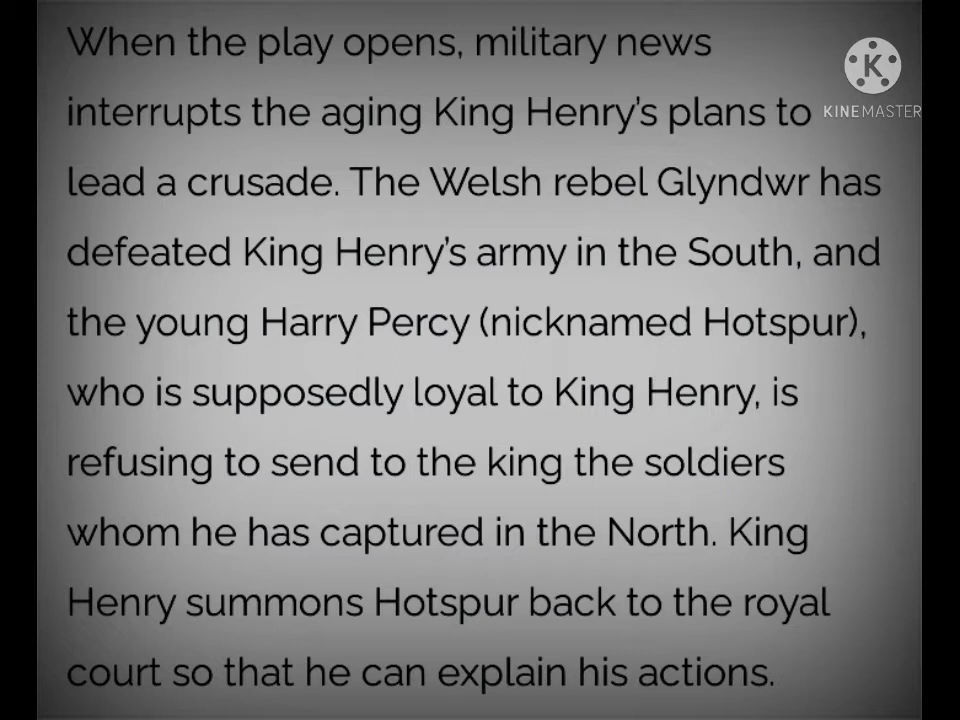 When the play opens, military news
interrupts the aging King Henry's plans to
lead a crusade. The Welsh rebel Glyndwr has
defeated King Henry's army in the South, and
the young Harry Percy (nicknamed Hotspur),
who is supposedly loyal to King Henry, is
refusing to send to the king the soldiers
whom he has captured in the North. King
Henry summons Hotspur back to the royal
court so that he can explain his actions.
K
KINEMASTER